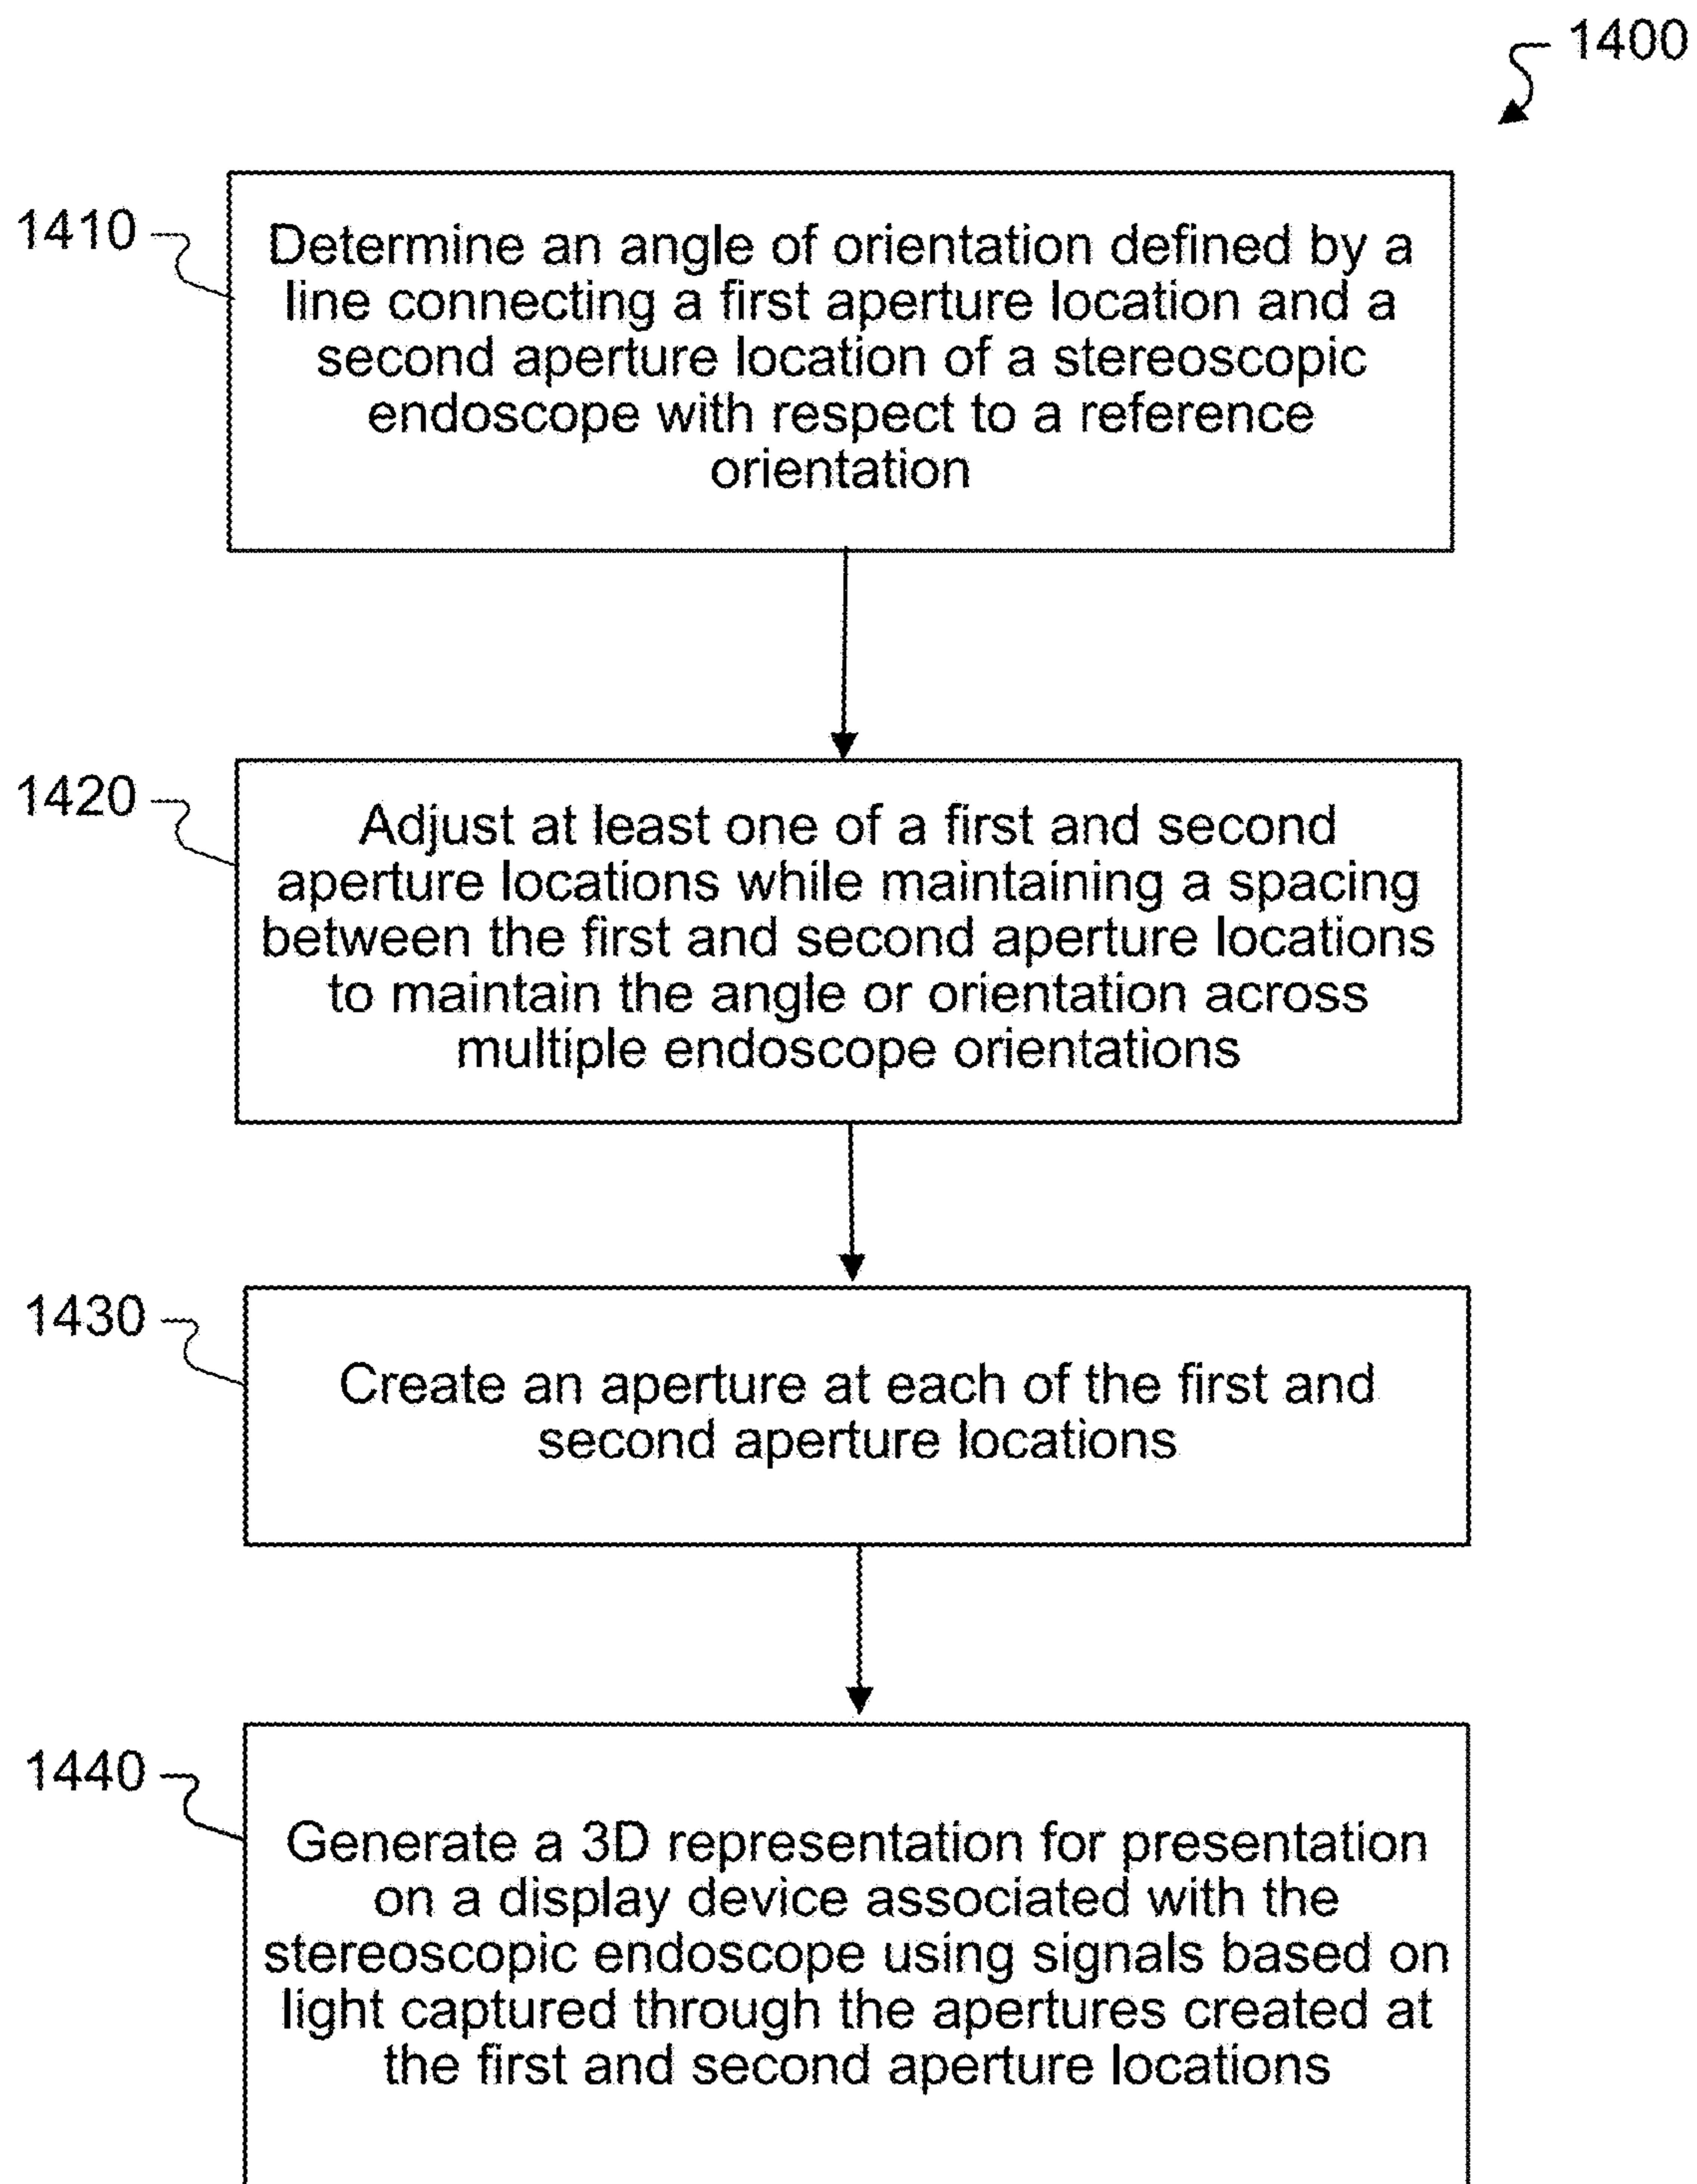 1400
1410
Determine an angle of orientation defined by a
line connecting a first aperture location and a
second aperture location of a stereoscopic
endoscope with respect to a reference
orientation
1420
Adjust at least one of a first and second
aperture locations while maintaining a spacing
between the first and second aperture locations
to maintain the angle or orientation across
multiple endoscope orientations
1430
Create an aperture at each of the first and
second aperture locations
1440
Generate a 3D representation for presentation
on a display device associated with the
stereoscopic endoscope using signals based on
light captured through the apertures created at
the first and second aperture locations